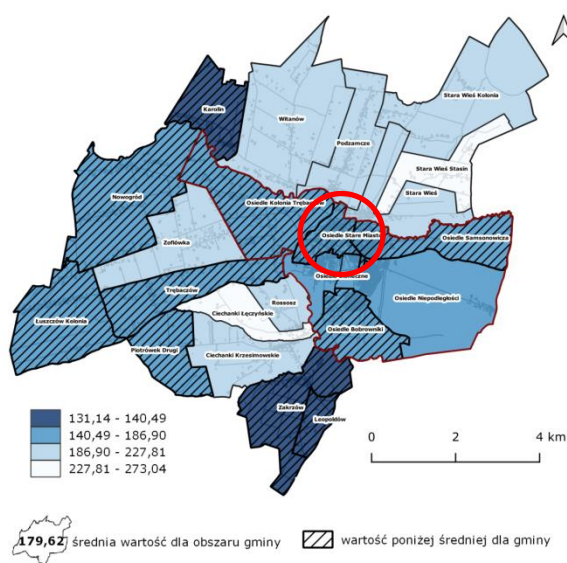 Karolin
Witanów
Stara Wieś Kolonia
Podzamcze
Stara Wieś Stasin
Stara Wieś
Nowogród
Osiedle Kolonia
Osiedle Stare Miasto
Osiedle Samsonowicza
Zofiówka
Trębaczów
Osiedle Niepodległości
Rossosz
Ciechanki Łęczyńskie
Łuszczów Kolonia
Osiedle Bobrowniki
Piotrówek Drugi
Ciechanki Krzesimowskie
Zakrzów
Leopoldów
131,14 - 140,49
140,49 - 186,90
186,90 - 227,81
227,81 - 273,04
0 2 4 km
179,62 średnia wartość dla obszaru gminy
wartość poniżej średniej dla gminy